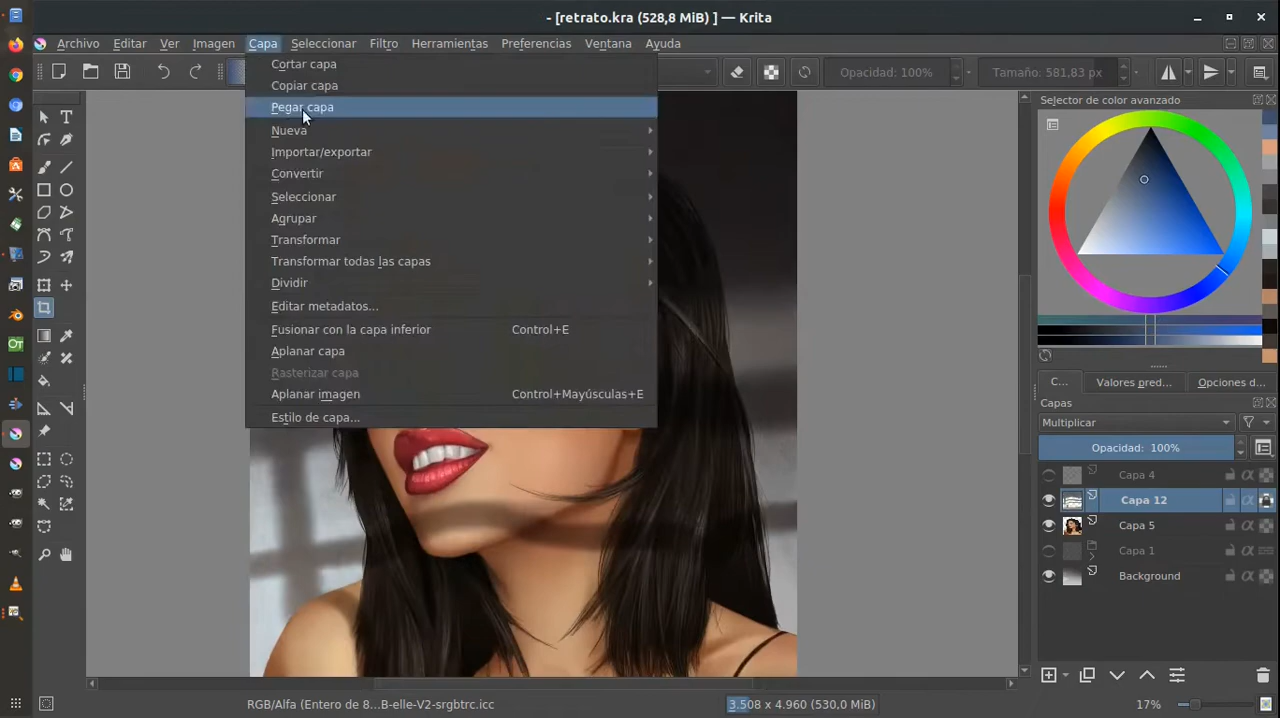 - [retrato.kra (528,8 MiB) ] — Krita
Archivo Editar Ver Imagen Capa Seleccionar Filtro Herramientas Preferencias Ventana Ayuda
Opacidad: 100% Tamaño: 581,83 px
Cortar capa
Copiar capa
Pegar capa
Nueva
Importar/exportar
Convertir
Seleccionar
Agrupar
Transformar
Transformar todas las capas
Dividir
Editar metadatos...
Fusionar con la capa inferior Control+E
Aplanar capa
Rasterizar capa
Aplanar imagen Control+Mayúsculas+E
Estilo de capa...
Selector de color avanzado
C... Valores pred... Opciones d...
Capas
Multiplicar
Opacidad: 100%
Capa 4
Capa 12
Capa 5
Capa 1
Background
RGB/Alfa (Entero de 8...B-elle-V2-srgbtrc.icc 3.508 x 4.960 (530,0 MiB) 17%